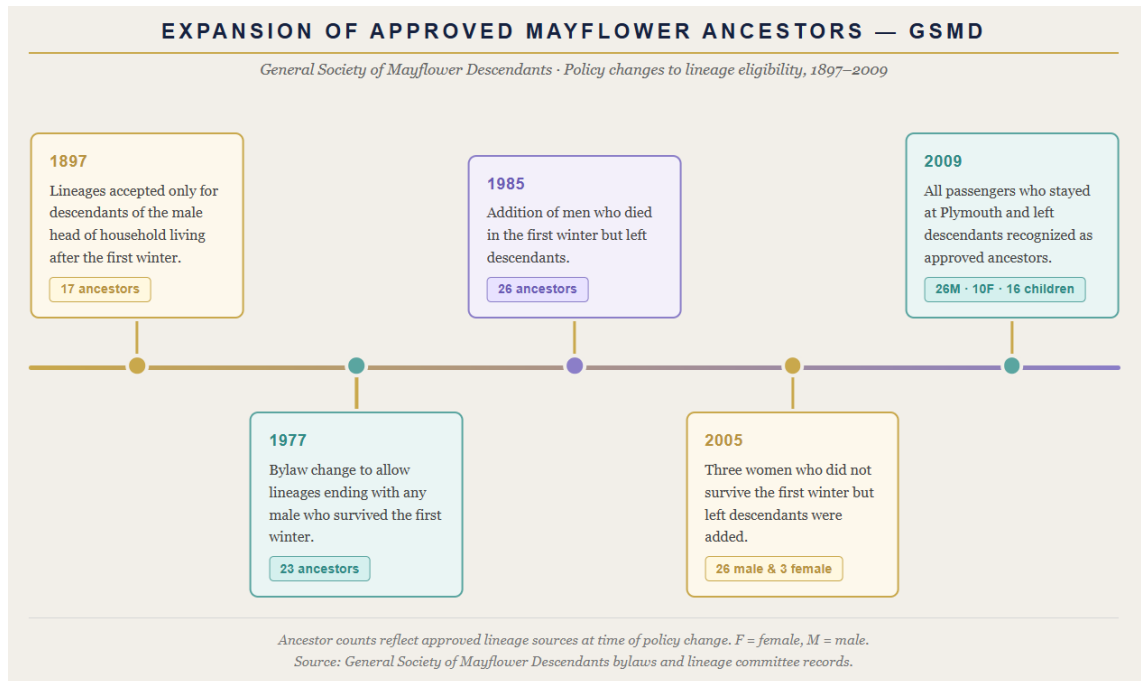 EXPANSION OF APPROVED MAYFLOWER ANCESTORS — GSMD
General Society of Mayflower Descendants · Policy changes to lineage eligibility, 1897–2009
1897
Lineages accepted only for
descendants of the male
head of household living
after the first winter.
17 ancestors
1977
Bylaw change to allow
lineages ending with any
male who survived the first
winter.
23 ancestors
1985
Addition of men who died
in the first winter but left
descendants.
26 ancestors
2005
Three women who did not
survive the first winter but
left descendants were
added.
26 male & 3 female
2009
All passengers who stayed
at Plymouth and left
descendants recognized as
approved ancestors.
26M · 10F · 16 children
Ancestor counts reflect approved lineage sources at time of policy change. F = female, M = male.
Source: General Society of Mayflower Descendants bylaws and lineage committee records.